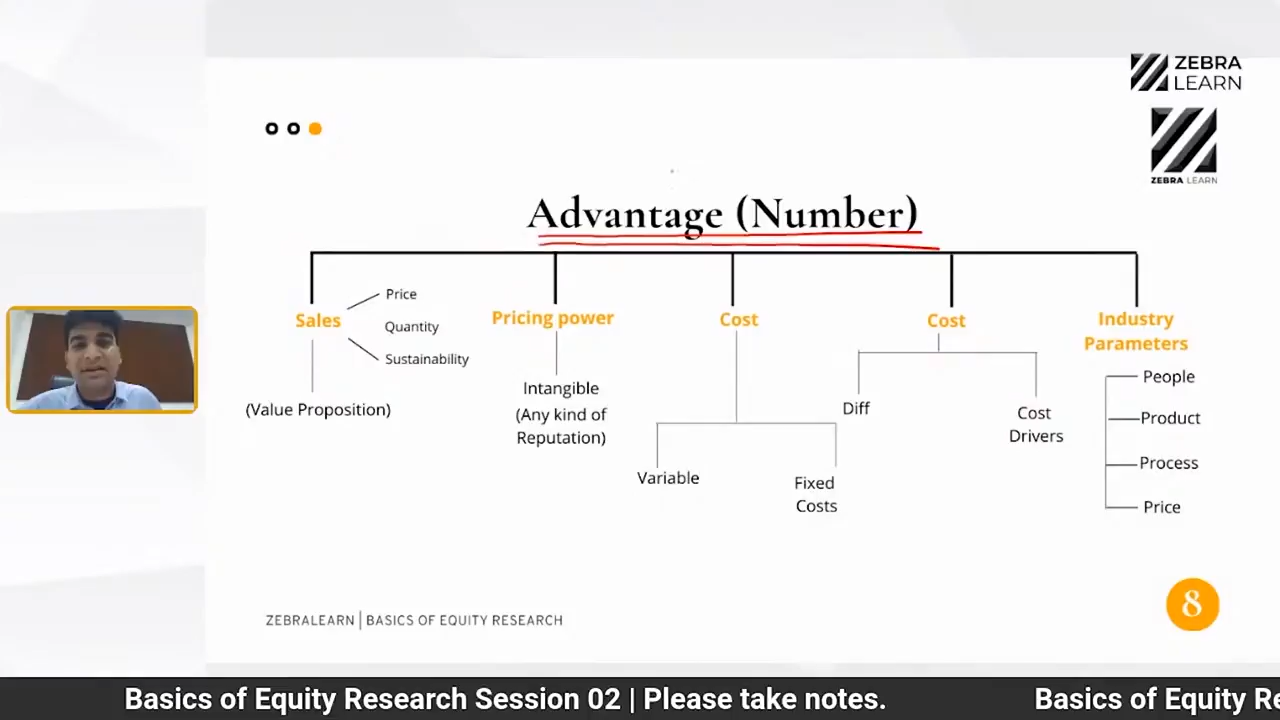 ZEBRA
LEARN
ZEBRA LEARN
Advantage (Number)
Sales
Price
Quantity
Sustainability
(Value Proposition)
Pricing power
Intangible
(Any kind of
Reputation)
Cost
Variable
Fixed
Costs
Cost
Diff
Cost
Drivers
Industry
Parameters
People
Product
Process
Price
8
ZEBRALEARN | BASICS OF EQUITY RESEARCH
Basics of Equity Research Session 02 | Please take notes.
Basics of Equity Re